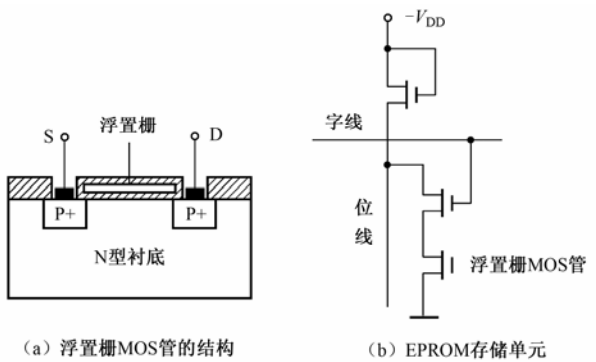 S
浮置栅
D
P+
P+
N型衬底
(a) 浮置栅MOS管的结构
-VDD
字线
位线
浮置栅MOS管
(b) EPROM存储单元